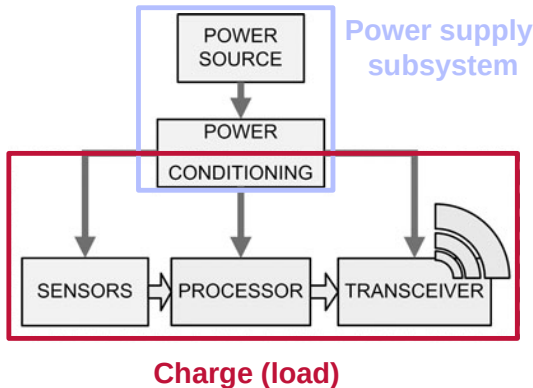 POWER
SOURCE
Power supply
subsystem
POWER
CONDITIONING
SENSORS
PROCESSOR
TRANSCEIVER
Charge (load)